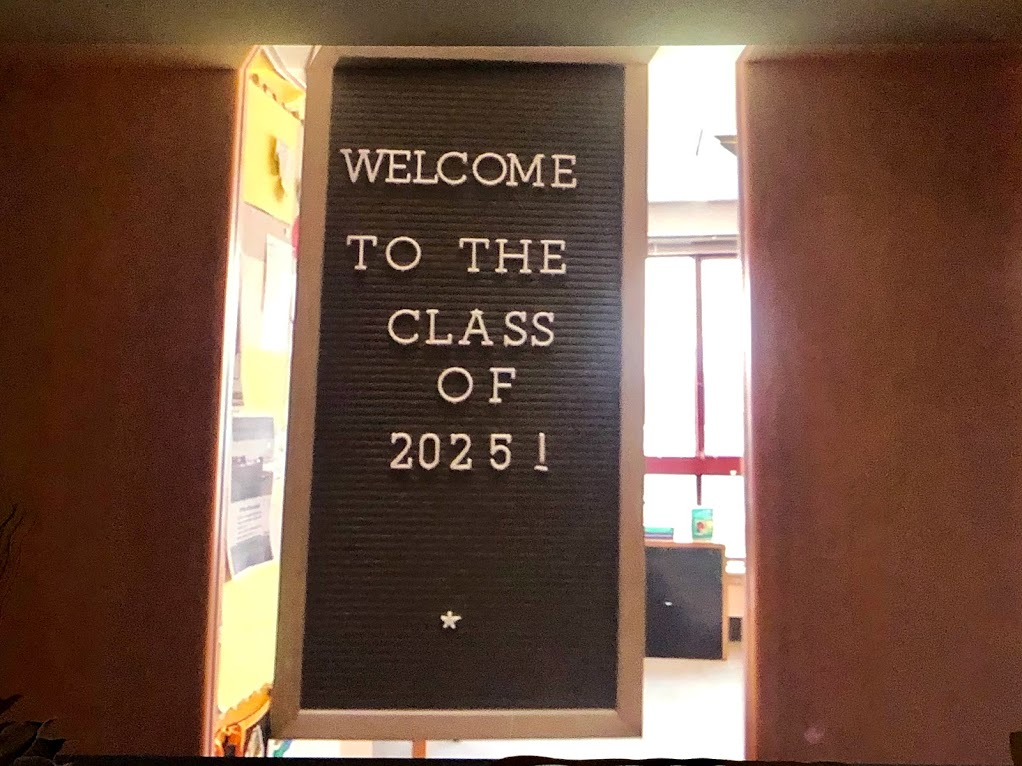 WELCOME
TO THE
CLASS
OF
2025!
*